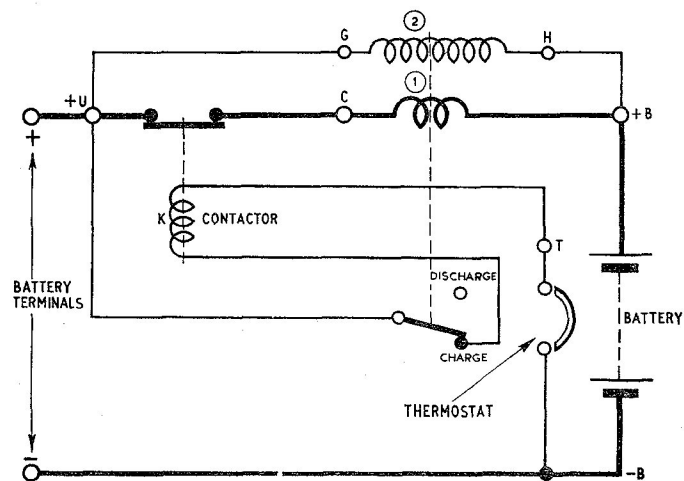 ②
G H
①
+U C +B
+
K CONTACTOR
T
DISCHARGE
BATTERY
TERMINALS
BATTERY
CHARGE
THERMOSTAT
−
-B